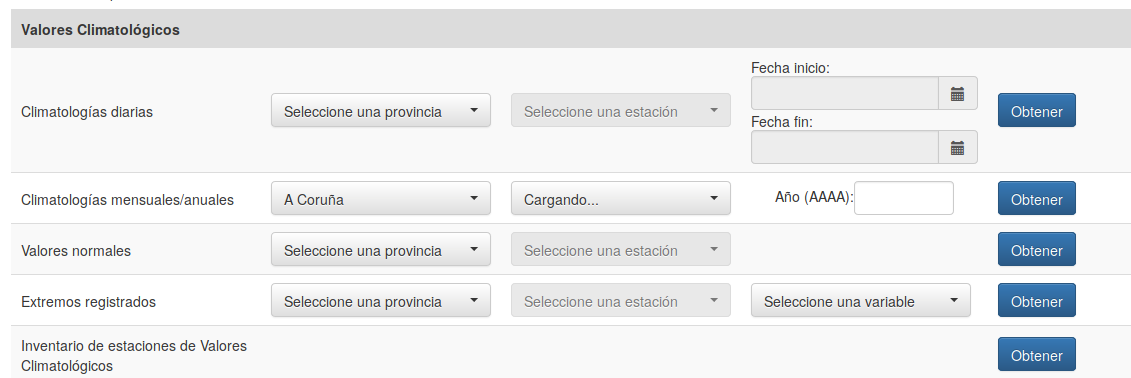 Valores Climatológicos
Fecha inicio:
Climatologías diarias
Seleccione una provincia
Seleccione una estación
Obtener
Fecha fin:
Climatologías mensuales/anuales
A Coruña
Cargando...
Año (AAAA):
Obtener
Valores normales
Seleccione una provincia
Seleccione una estación
Obtener
Extremos registrados
Seleccione una provincia
Seleccione una estación
Seleccione una variable
Obtener
Inventario de estaciones de Valores
Climatológicos
Obtener